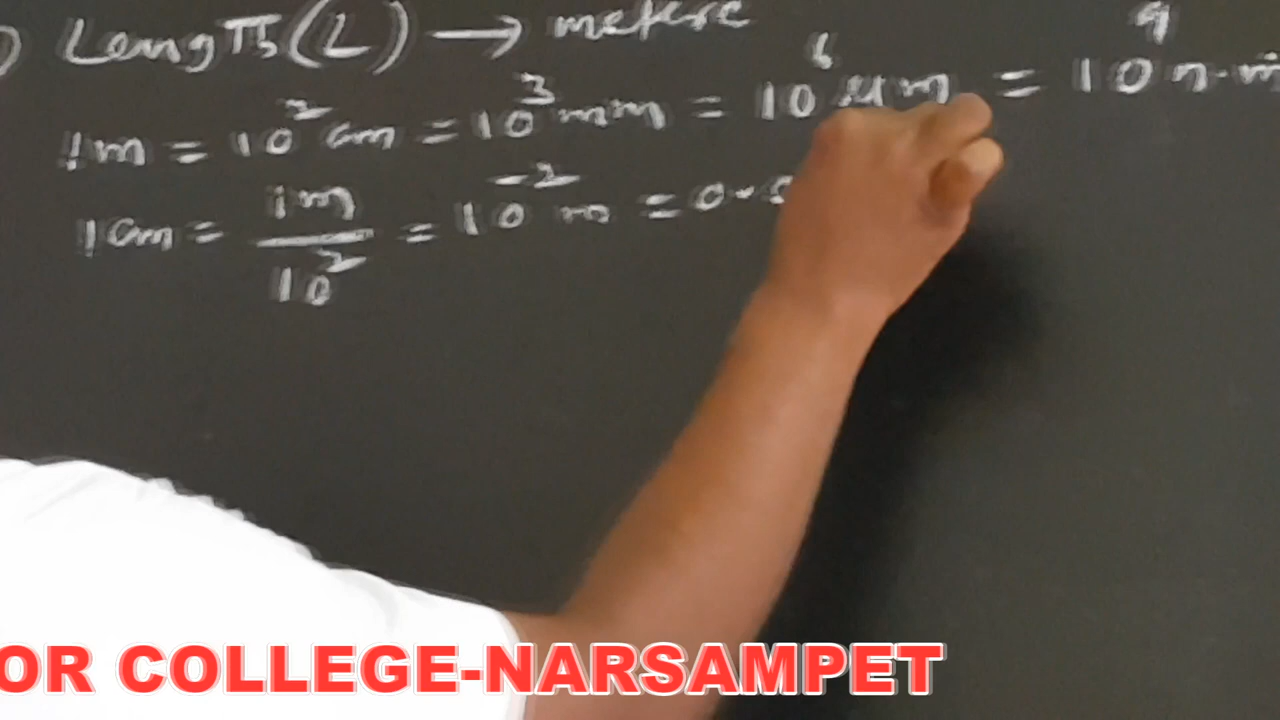 ) Length (L) → metere
1m = 10² cm = 10³ mm = 10⁶ μm = 10⁹ n.m
1cm = 1m / 10² = 10⁻² m = 0.0
OR COLLEGE-NARSAMPET